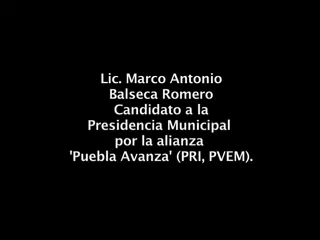 Lic. Marco Antonio
Balseca Romero
Candidato a la
Presidencia Municipal
por la alianza
'Puebla Avanza' (PRI, PVEM).